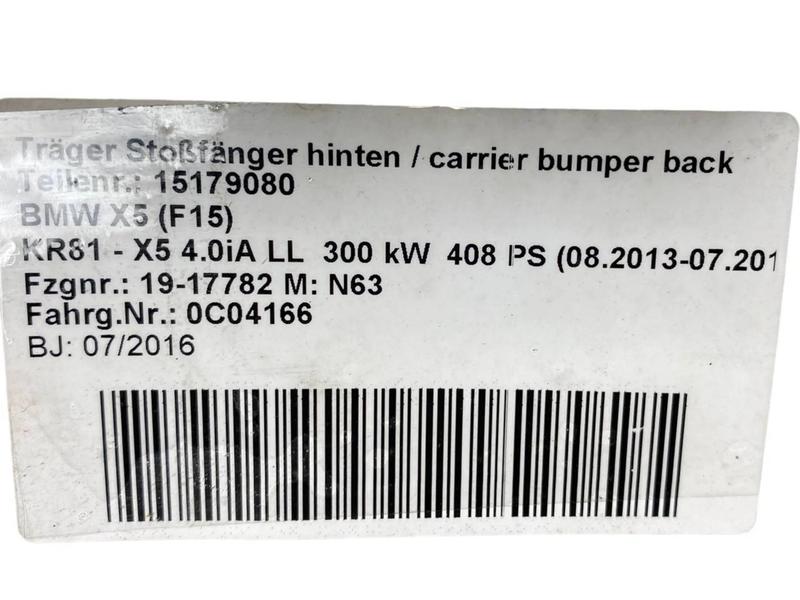 Träger Stoßfänger hinten / carrier bumper back
Teilenr.: 15179080
BMW X5 (F15)
KR81 - X5 4.0iA LL 300 kW 408 PS (08.2013-07.201
Fzgnr.: 19-17782 M: N63
Fahrg.Nr.: 0C04166
BJ: 07/2016